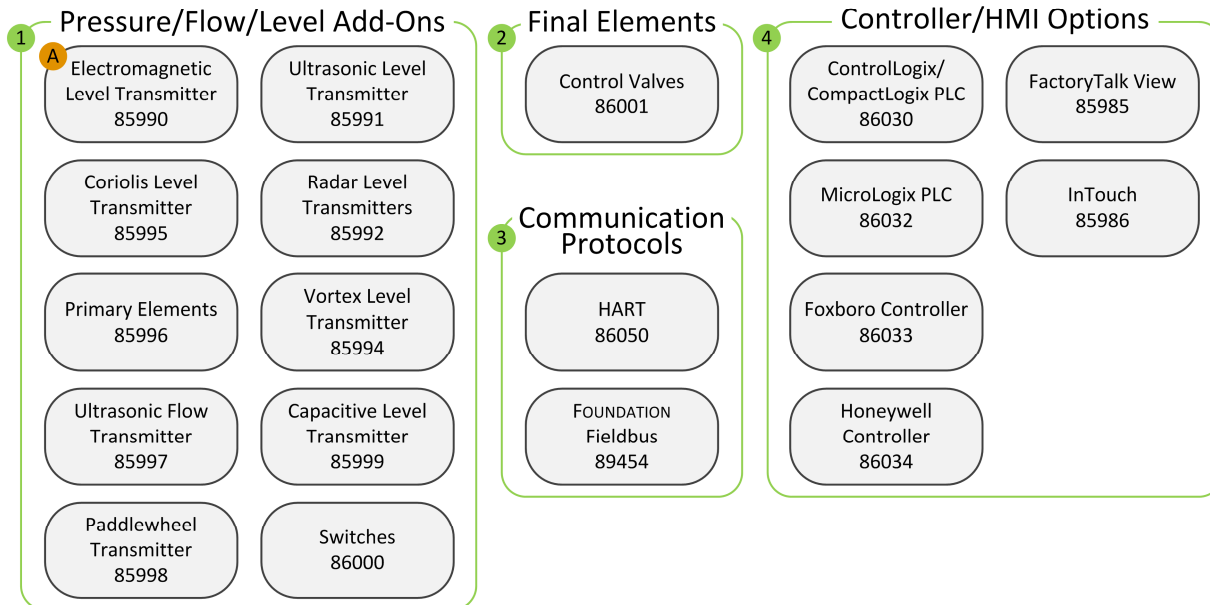 1
Pressure/Flow/Level Add-Ons
A
Electromagnetic
Level Transmitter
85990
Ultrasonic Level
Transmitter
85991
Coriolis Level
Transmitter
85995
Radar Level
Transmitters
85992
Primary Elements
85996
Vortex Level
Transmitter
85994
Ultrasonic Flow
Transmitter
85997
Capacitive Level
Transmitter
85999
Paddlewheel
Transmitter
85998
Switches
86000
2
Final Elements
Control Valves
86001
3
Communication
Protocols
HART
86050
FOUNDATION
Fieldbus
89454
4
Controller/HMI Options
ControlLogix/
CompactLogix PLC
86030
FactoryTalk View
85985
MicroLogix PLC
86032
InTouch
85986
Foxboro Controller
86033
Honeywell
Controller
86034